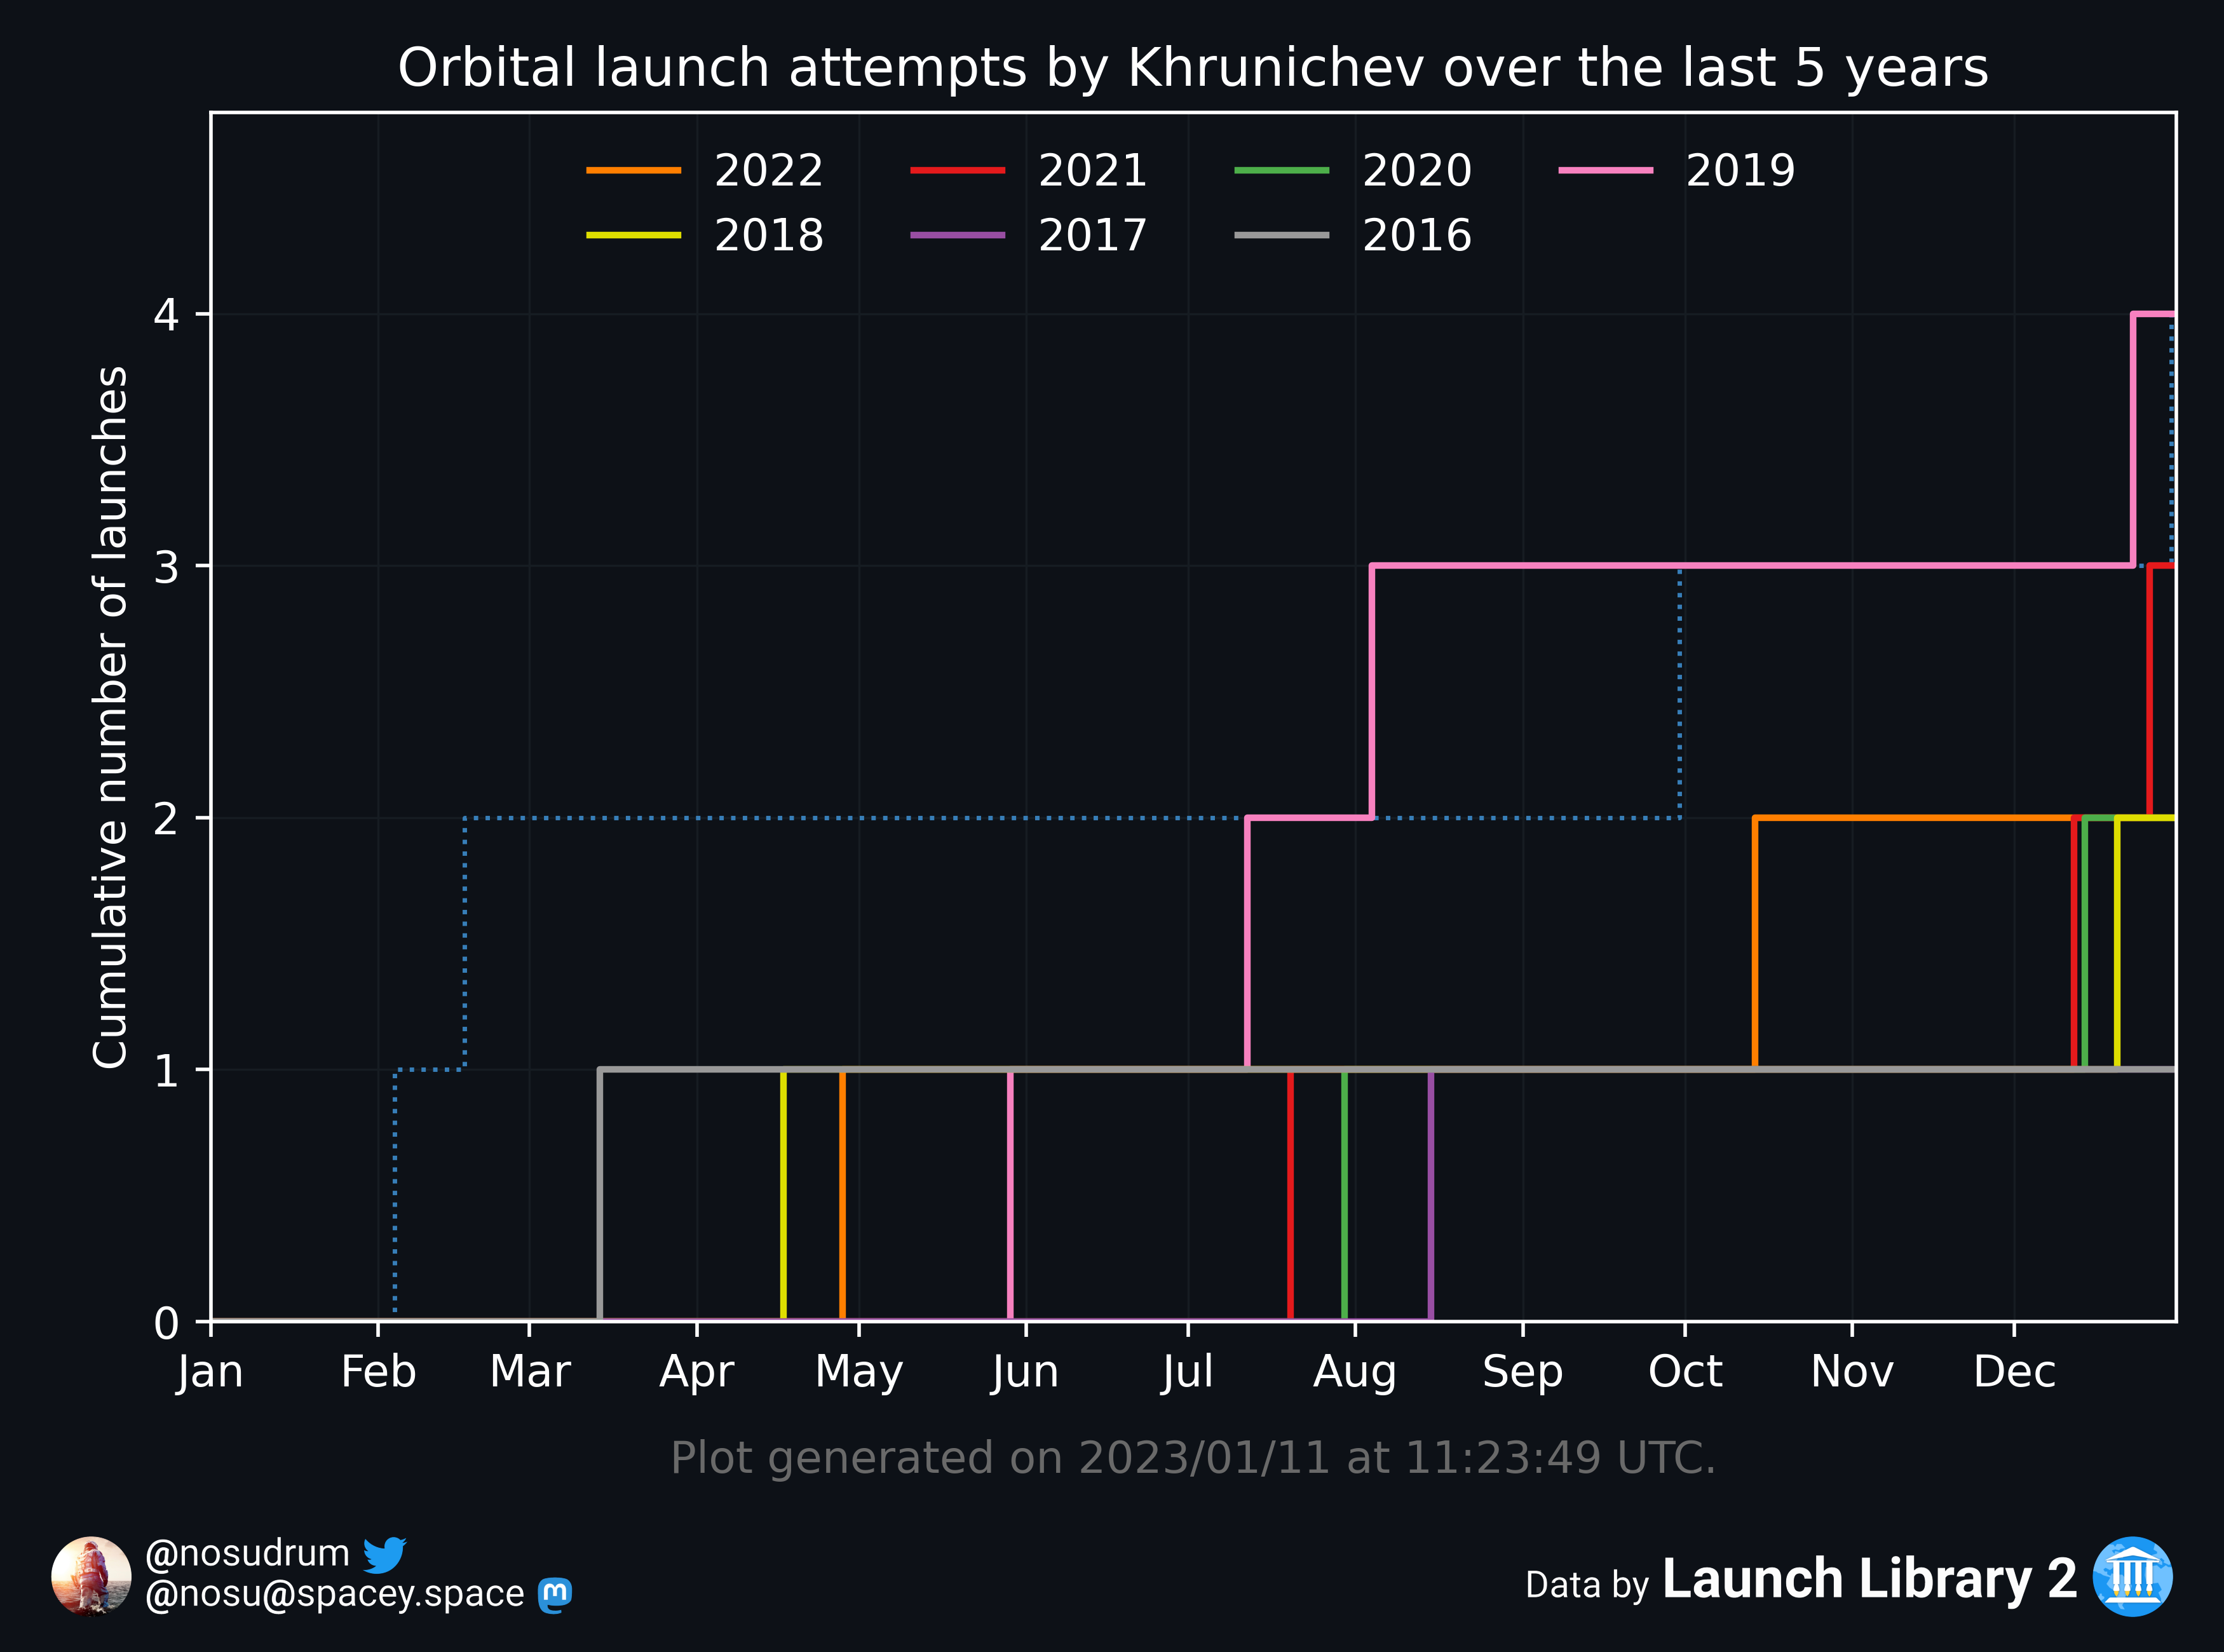 Orbital launch attempts by Khrunichev over the last 5 years
2022 2021 2020 2019
2018 2017 2016
Cumulative number of launches
4
3
2
1
0
Jan Feb Mar Apr May Jun Jul Aug Sep Oct Nov Dec
Plot generated on 2023/01/11 at 11:23:49 UTC.
@nosudrum
@nosu@spacey.space
Data by Launch Library 2